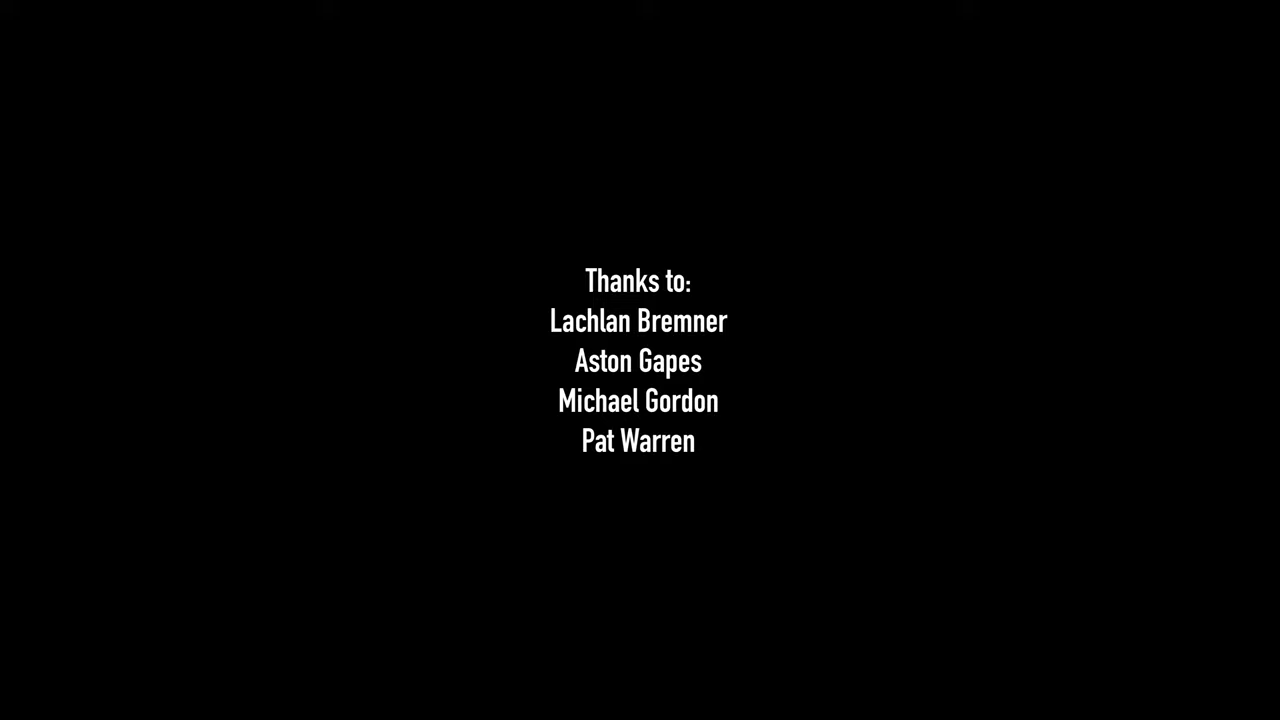 Thanks to:
Lachlan Bremner
Aston Gapes
Michael Gordon
Pat Warren